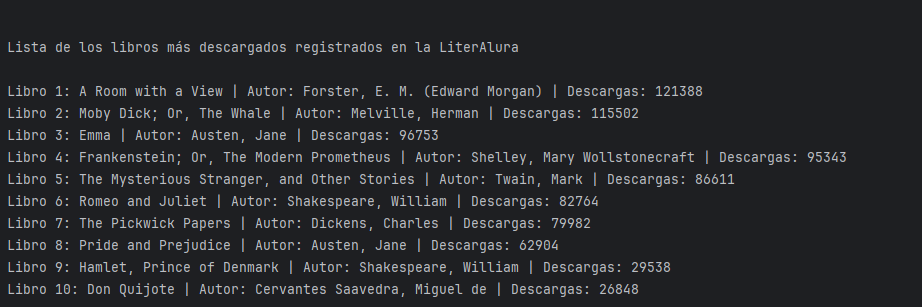 Lista de los libros más descargados registrados en la LiterAlura
Libro 1: A Room with a View | Autor: Forster, E. M. (Edward Morgan) | Descargas: 121388
Libro 2: Moby Dick; Or, The Whale | Autor: Melville, Herman | Descargas: 115502
Libro 3: Emma | Autor: Austen, Jane | Descargas: 96753
Libro 4: Frankenstein; Or, The Modern Prometheus | Autor: Shelley, Mary Wollstonecraft | Descargas: 95343
Libro 5: The Mysterious Stranger, and Other Stories | Autor: Twain, Mark | Descargas: 86611
Libro 6: Romeo and Juliet | Autor: Shakespeare, William | Descargas: 82764
Libro 7: The Pickwick Papers | Autor: Dickens, Charles | Descargas: 79982
Libro 8: Pride and Prejudice | Autor: Austen, Jane | Descargas: 62904
Libro 9: Hamlet, Prince of Denmark | Autor: Shakespeare, William | Descargas: 29538
Libro 10: Don Quijote | Autor: Cervantes Saavedra, Miguel de | Descargas: 26848